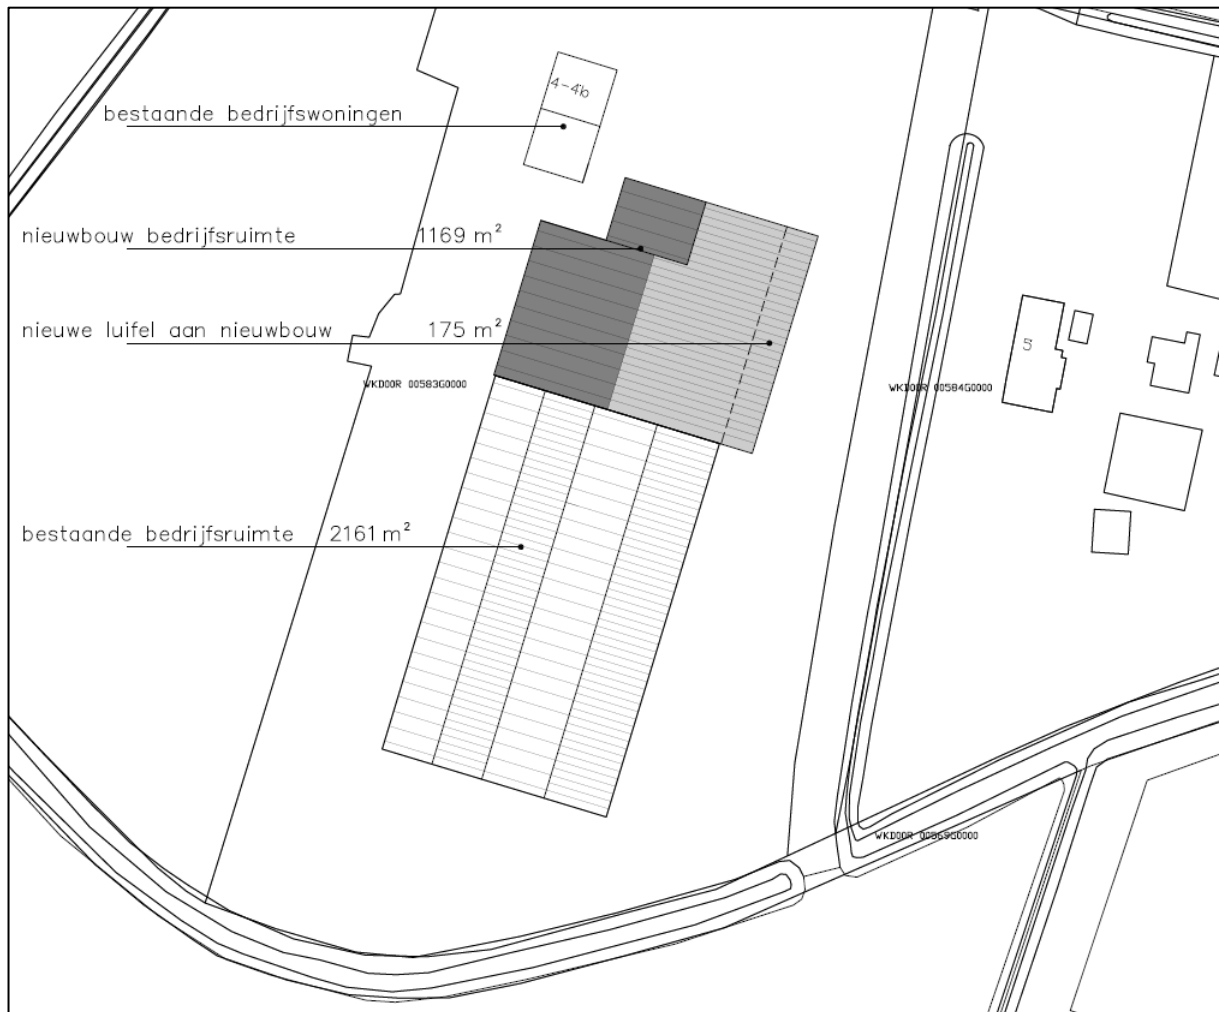 4-4b
bestaande bedrijfswoningen
nieuwbouw bedrijfsruimte 1169 m²
nieuwe luifel aan nieuwbouw 175 m²
5
WKD00R 00583G0000
WKD00R 00584G0000
bestaande bedrijfsruimte 2161 m²
WKD00R 00569G0000